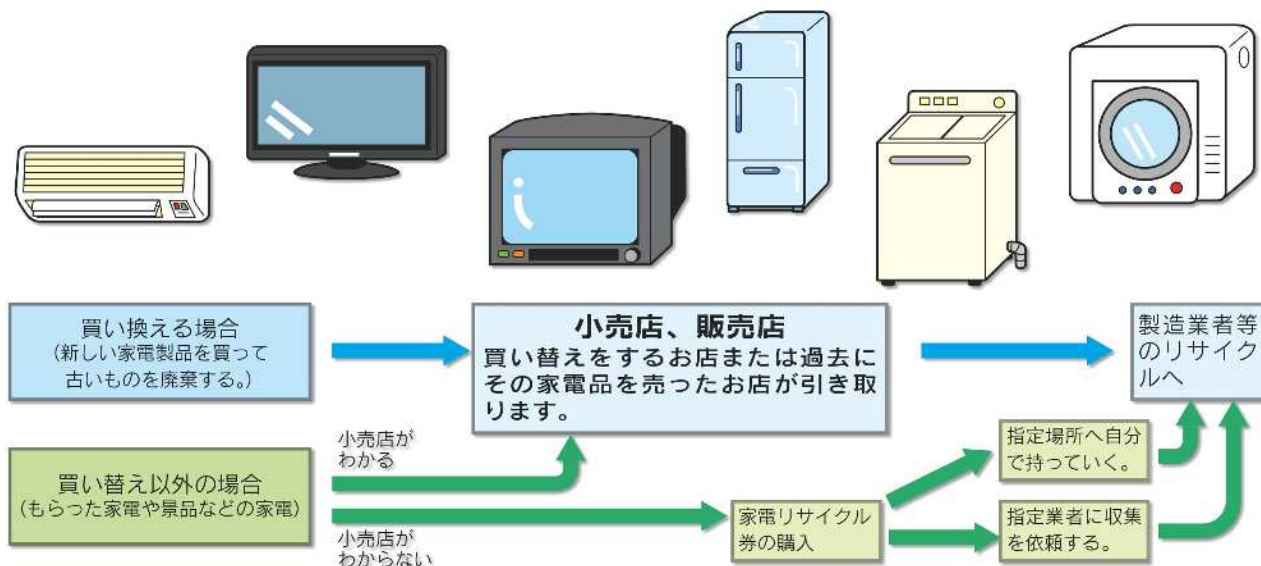 買い換える場合
(新しい家電製品を買って
古いものを廃棄する。)
小売店、販売店
買い替えをするお店または過去に
その家電品を売ったお店が引き取
ります。
製造業者等
のリサイク
ルへ
買い替え以外の場合
(もらった家電や景品などの家電)
小売店が
わかる
小売店が
わからない
家電リサイクル
券の購入
指定場所へ自分
で持っていく。
指定業者に収集
を依頼する。